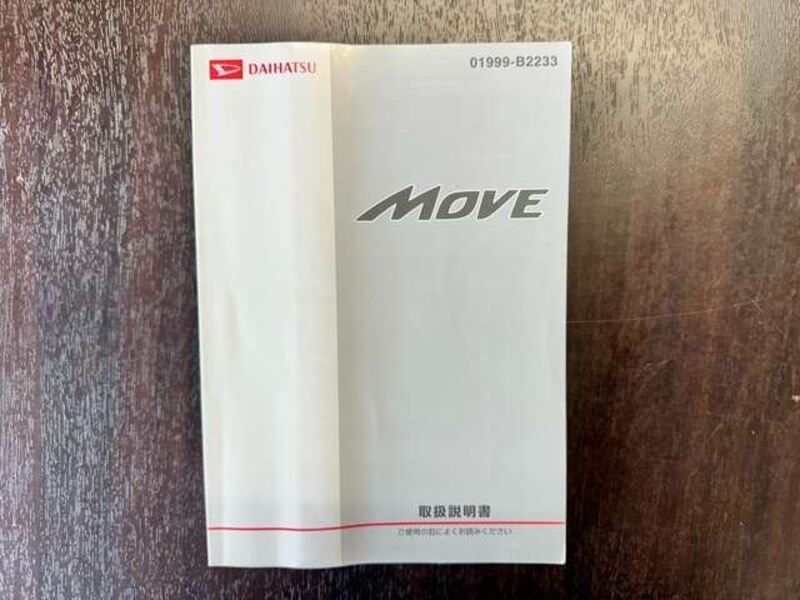 DAIHATSU
01999-B2233
MOVE
取扱説明書
ご使用の前によくお読みください